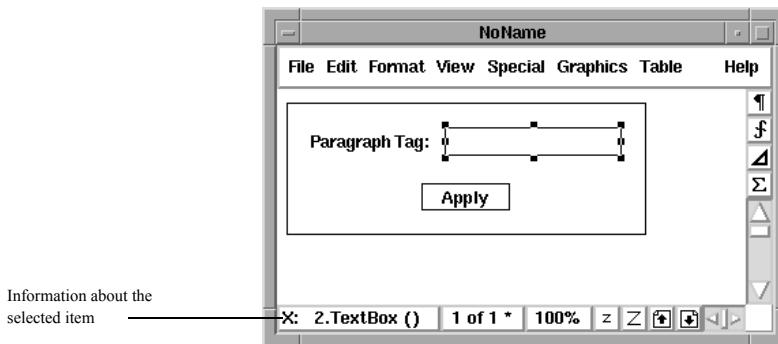 NoName
File Edit Format View Special Graphics Table Help
¶
f
Paragraph Tag:
Σ
Apply
Information about the
selected item
X: 2.TextBox () 1 of 1 * 100% z Z